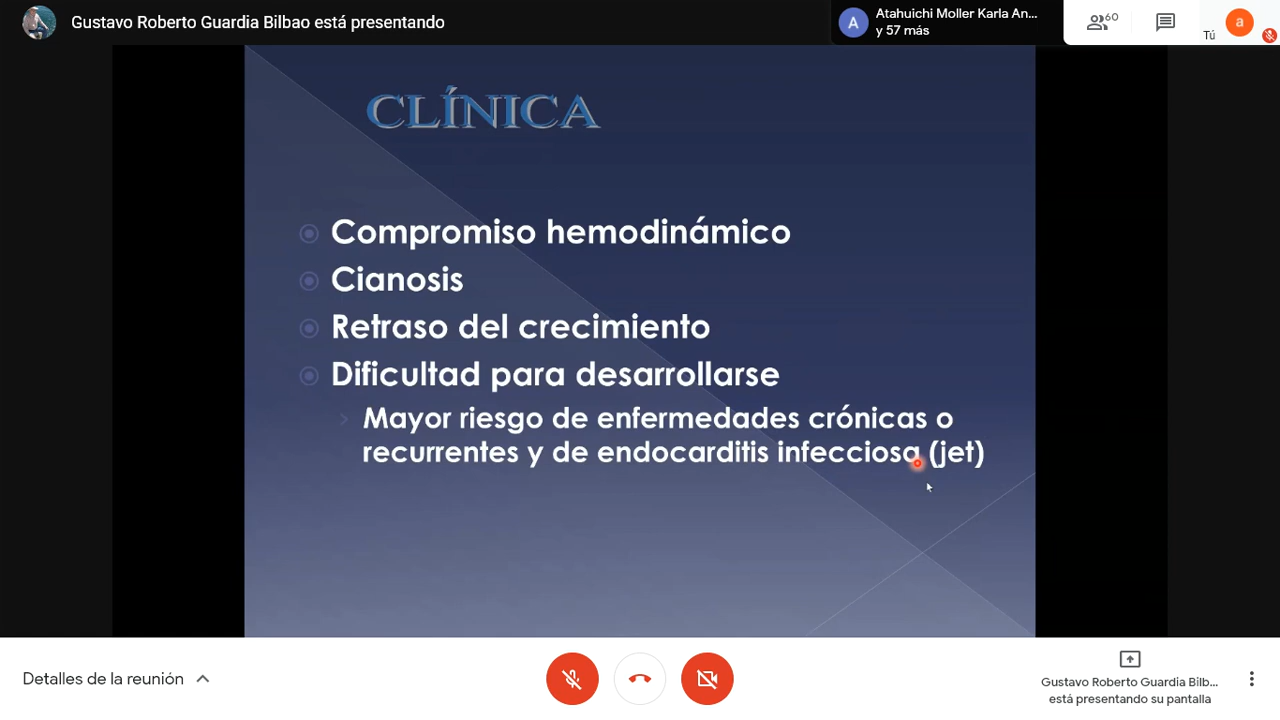 Gustavo Roberto Guardia Bilbao está presentando
A
Atahuichi Moller Karla An...
y 57 más
60
Tú
a
CLÍNICA
Compromiso hemodinámico
Cianosis
Retraso del crecimiento
Dificultad para desarrollarse
Mayor riesgo de enfermedades crónicas o
recurrentes y de endocarditis infecciosa (jet)
Detalles de la reunión
Gustavo Roberto Guardia Bilb...
está presentando su pantalla